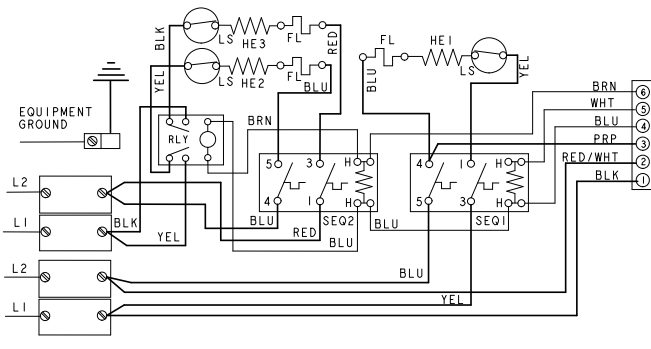 BLK
LS
HE3
FL
RED
YEL
LS
HE2
FL
BLU
FL
HE1
LS
BLU
YEL
EQUIPMENT
GROUND
RLY
BRN
BRN
6
WHT
5
BLU
4
PRP
3
RED/WHT
2
BLK
1
5 3 H
4 1 H
SEQ2
4 1 H
5 3 H
SEQ1
L2
L1
BLK
YEL
BLU
RED
BLU
BLU
L2
L1
BLU
YEL